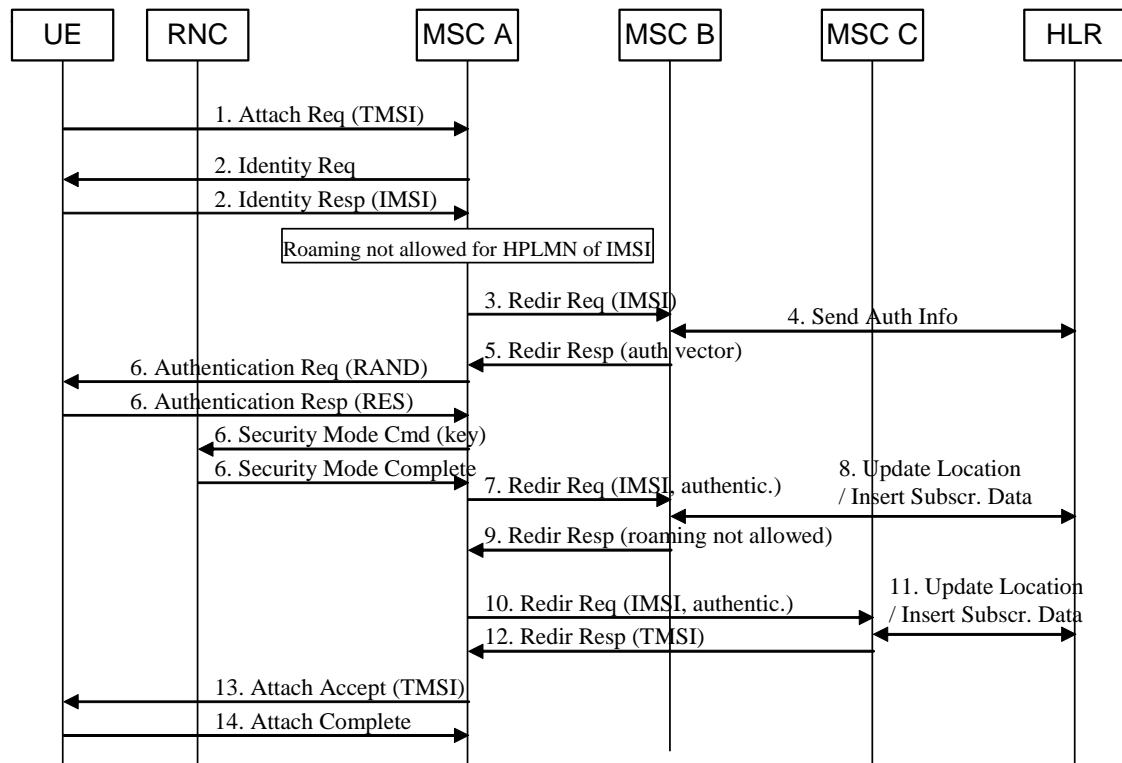 UE RNC MSC A MSC B MSC C HLR
1. Attach Req (TMSI)
2. Identity Req
2. Identity Resp (IMSI)
Roaming not allowed for HPLMN of IMSI
3. Redir Req (IMSI)
4. Send Auth Info
5. Redir Resp (auth vector)
6. Authentication Req (RAND)
6. Authentication Resp (RES)
6. Security Mode Cmd (key)
6. Security Mode Complete
7. Redir Req (IMSI, authentic.)
8. Update Location
/ Insert Subscr. Data
9. Redir Resp (roaming not allowed)
10. Redir Req (IMSI, authentic.)
11. Update Location
/ Insert Subscr. Data
12. Redir Resp (TMSI)
13. Attach Accept (TMSI)
14. Attach Complete